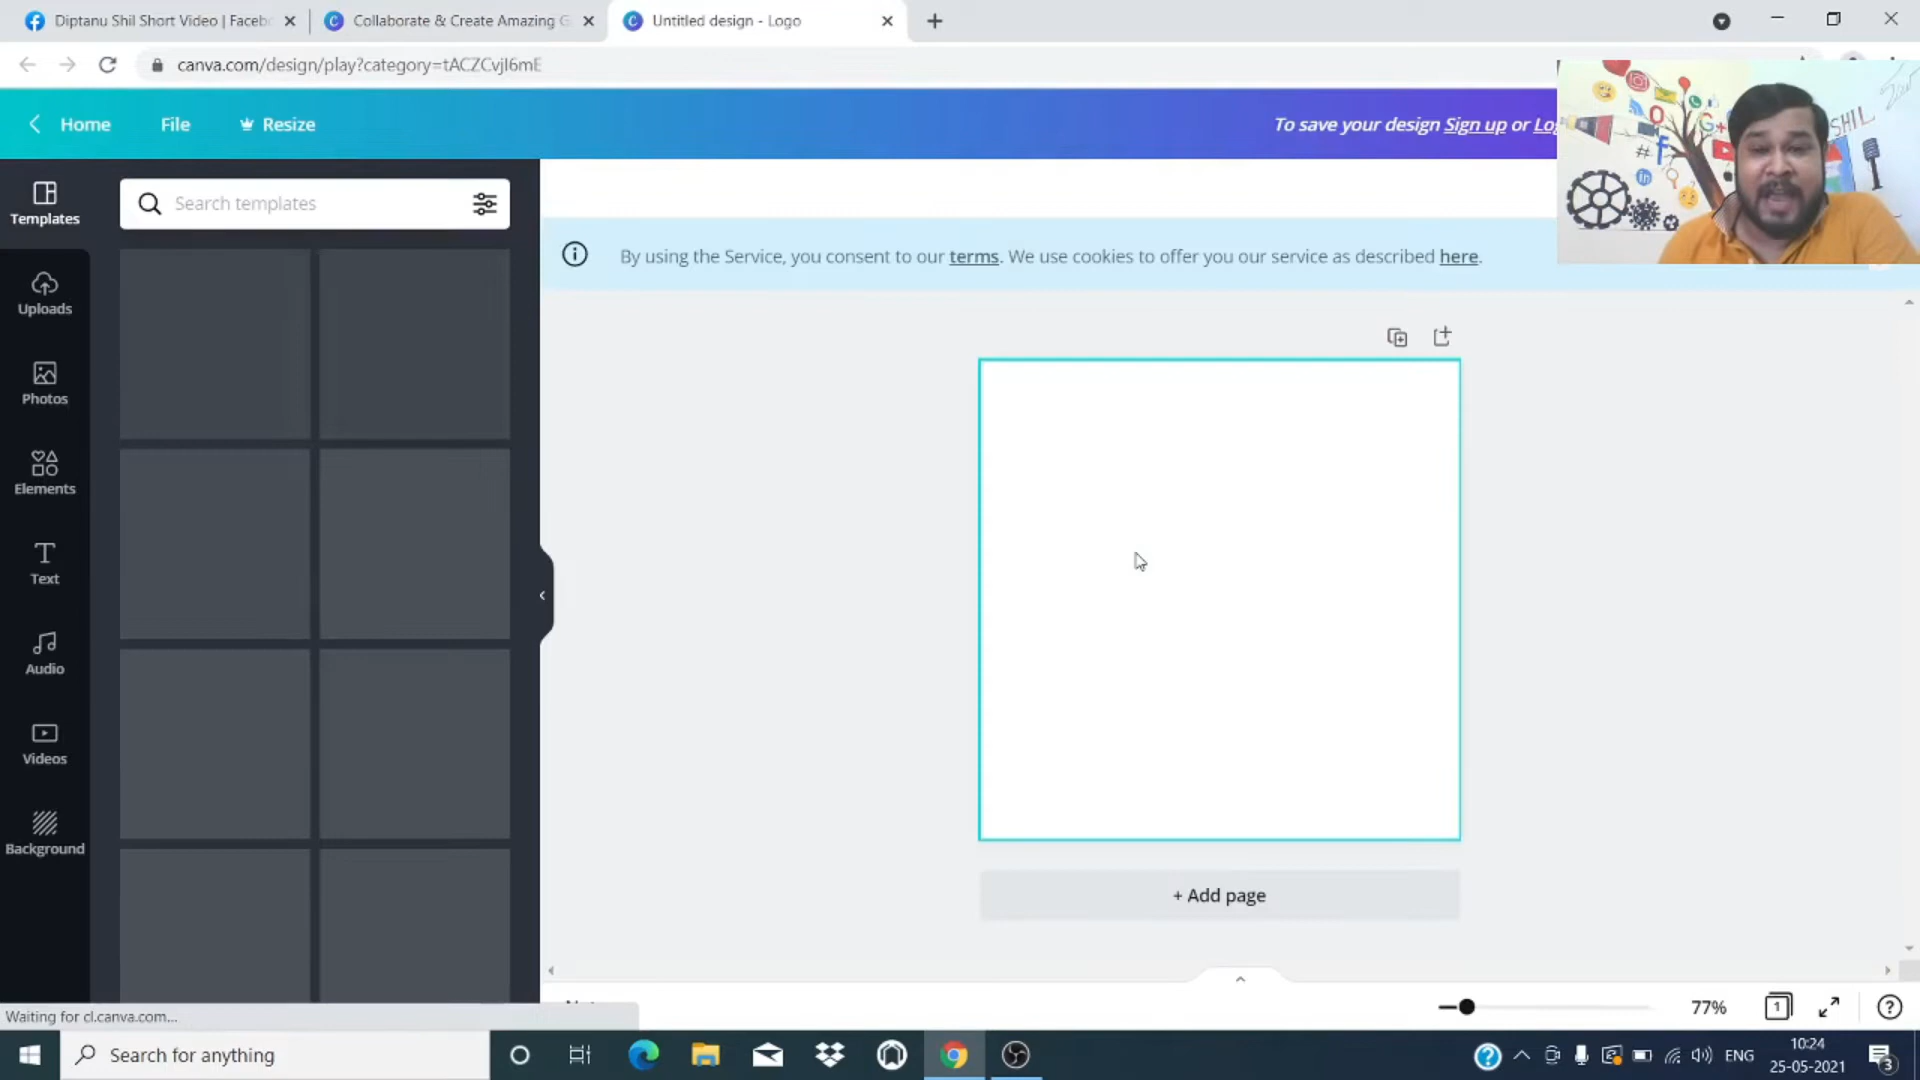 Diptanu Shil Short Video | Faceb
Collaborate & Create Amazing G
Untitled design - Logo
canva.com/design/play?category=tACZCvjI6mE
Home
File
Resize
To save your design Sign up or Lo
SHIL
Templates
Search templates
By using the Service, you consent to our terms. We use cookies to offer you our service as described here.
Uploads
Photos
Elements
Text
Audio
Videos
Background
+ Add page
Waiting for cl.canva.com...
77%
1
Search for anything
ENG
10:24
25-05-2021
3